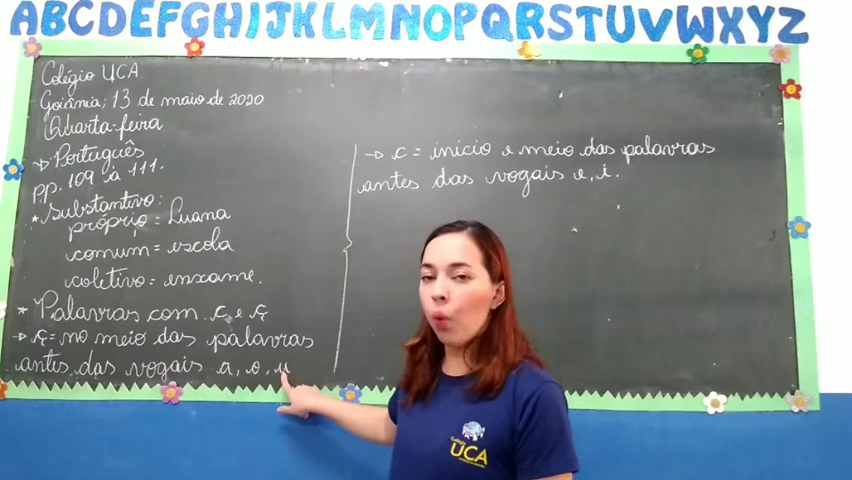 ABCDEFGHIJKLMNOPQRSTUVWXYZ
Colégio UCA
Goiânia, 13 de maio de 2020
Quarta-feira
→ Português
pp. 109 à 111.
* Substantivo:
próprio = Luana
comum = escola
coletivo = enxame.
* Palavras com c e ç
→ ç = no meio das palavras
antes das vogais a, o, u
→ c = início e meio das palavras
antes das vogais e, i.
Colégio
UCA